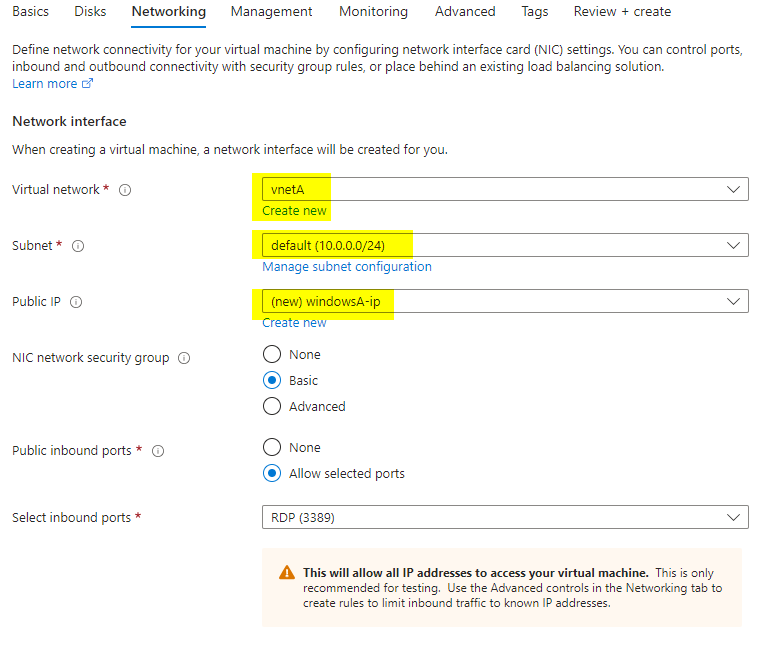 Basics Disks Networking Management Monitoring Advanced Tags Review + create
Define network connectivity for your virtual machine by configuring network interface card (NIC) settings. You can control ports,
inbound and outbound connectivity with security group rules, or place behind an existing load balancing solution.
Learn more
Network interface
When creating a virtual machine, a network interface will be created for you.
Virtual network * vnetA
Create new
Subnet * default (10.0.0.0/24)
Manage subnet configuration
Public IP (new) windowsA-ip
Create new
NIC network security group None
Basic
Advanced
Public inbound ports * None
Allow selected ports
Select inbound ports * RDP (3389)
This will allow all IP addresses to access your virtual machine. This is only
recommended for testing. Use the Advanced controls in the Networking tab to
create rules to limit inbound traffic to known IP addresses.